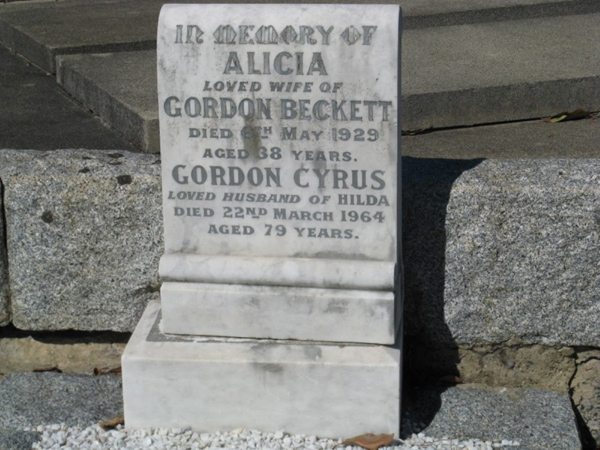 IN MEMORY OF
ALICIA
LOVED WIFE OF
GORDON BECKETT
DIED 6TH MAY 1929
AGED 38 YEARS.
GORDON CYRUS
LOVED HUSBAND OF HILDA
DIED 22ND MARCH 1964
AGED 79 YEARS.